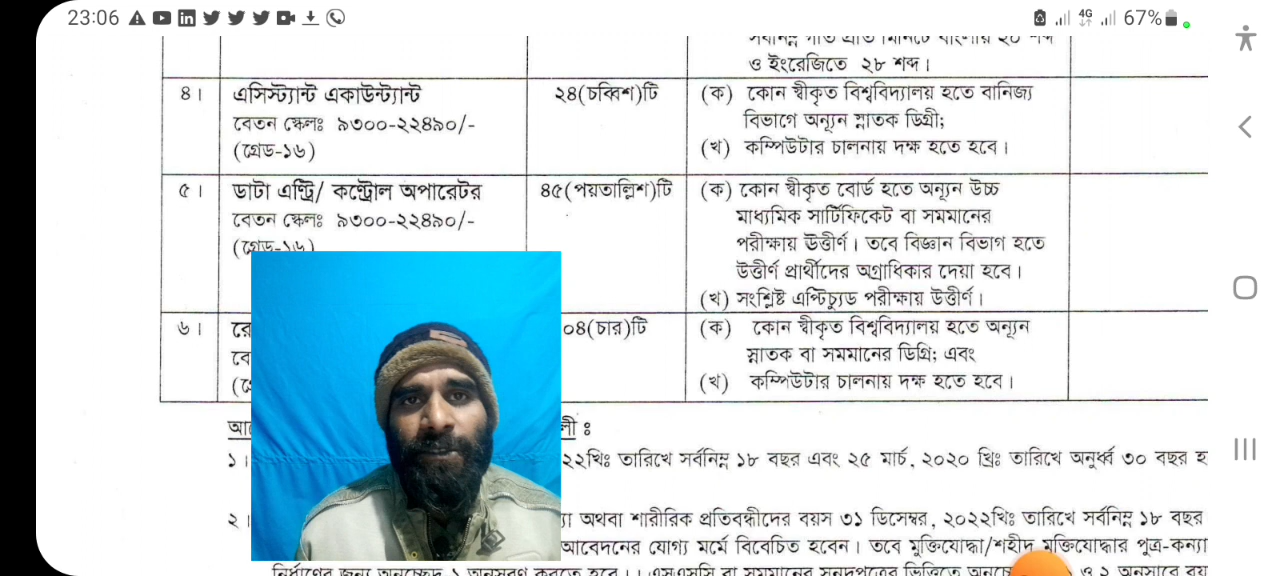 23:06
4G
67%
ও ইংরেজিতে ২৮ শব্দ।
৪। এসিস্ট্যান্ট একাউন্ট্যান্ট ২৪(চব্বিশ)টি (ক) কোন স্বীকৃত বিশ্ববিদ্যালয় হতে বানিজ্য
বেতন স্কেলঃ ৯৩০০-২২৪৯০/- বিভাগে অন্যূন স্নাতক ডিগ্রী;
(গ্রেড-১৬) (খ) কম্পিউটার চালনায় দক্ষ হতে হবে।
৫। ডাটা এন্ট্রি/ কন্ট্রোল অপারেটর ৪৫(পয়তাল্লিশ)টি (ক) কোন স্বীকৃত বোর্ড হতে অন্যূন উচ্চ
বেতন স্কেলঃ ৯৩০০-২২৪৯০/- মাধ্যমিক সার্টিফিকেট বা সমমানের
(গ্রেড-১৬) পরীক্ষায় উত্তীর্ণ। তবে বিজ্ঞান বিভাগ হতে
উত্তীর্ণ প্রার্থীদের অগ্রাধিকার দেয়া হবে।
(খ) সংশ্লিষ্ট এপ্টিচ্যুড পরীক্ষায় উত্তীর্ণ।
৬। ০৪(চার)টি (ক) কোন স্বীকৃত বিশ্ববিদ্যালয় হতে অন্যূন
স্নাতক বা সমমানের ডিগ্রি; এবং
(খ) কম্পিউটার চালনায় দক্ষ হতে হবে।
১। ২২খিঃ তারিখে সর্বনিম্ন ১৮ বছর এবং ২৫ মার্চ, ২০২০ খ্রিঃ তারিখে অনুর্ধ্ব ৩০ বছর হ
২। অথবা শারীরিক প্রতিবন্ধীদের বয়স ৩১ ডিসেম্বর, ২০২২খিঃ তারিখে সর্বনিম্ন ১৮ বছর
আবেদনের যোগ্য মর্মে বিবেচিত হবেন। তবে মুক্তিযোদ্ধা/শহীদ মুক্তিযোদ্ধার পুত্র-কন্যা